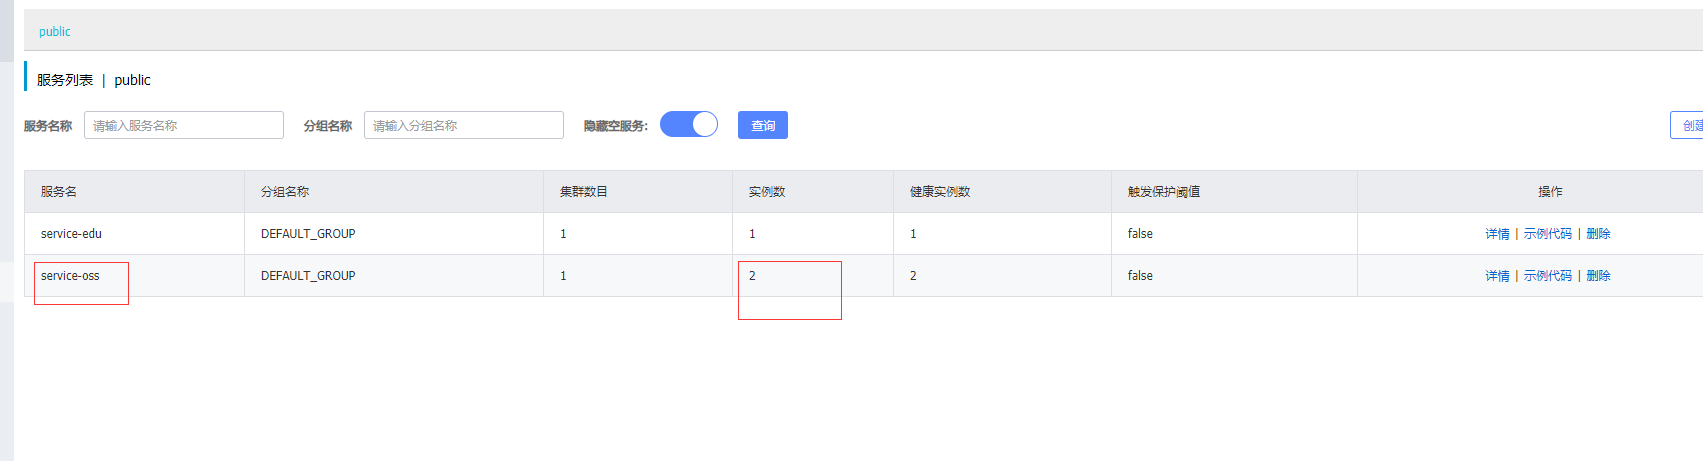 public
服务列表 | public
服务名称 请输入服务名称 分组名称 请输入分组名称 隐藏空服务: 查询 创建
服务名 分组名称 集群数目 实例数 健康实例数 触发保护阈值 操作
service-edu DEFAULT_GROUP 1 1 1 false 详情 | 示例代码 | 删除
service-oss DEFAULT_GROUP 1 2 2 false 详情 | 示例代码 | 删除